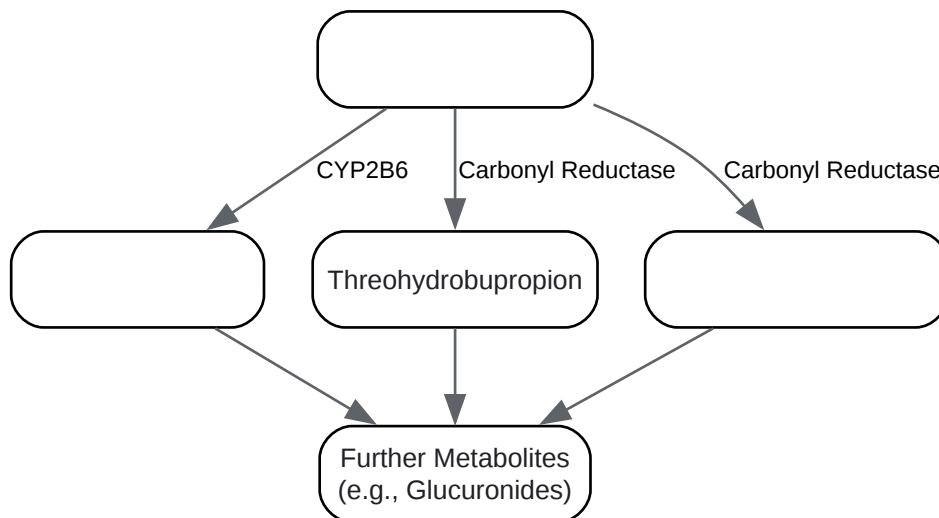 CYP2B6
Carbonyl Reductase
Carbonyl Reductase
Threohydrobupropion
Further Metabolites
(e.g., Glucuronides)